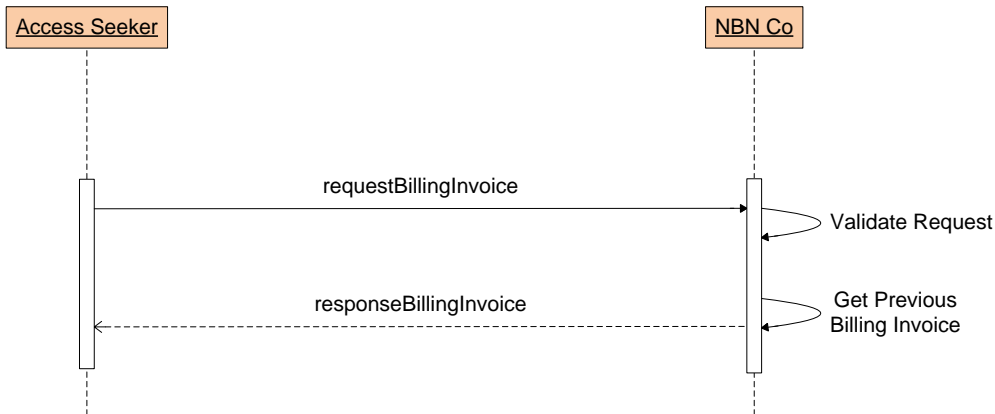 Access Seeker
NBN Co
requestBillingInvoice
Validate Request
responseBillingInvoice
Get Previous
Billing Invoice